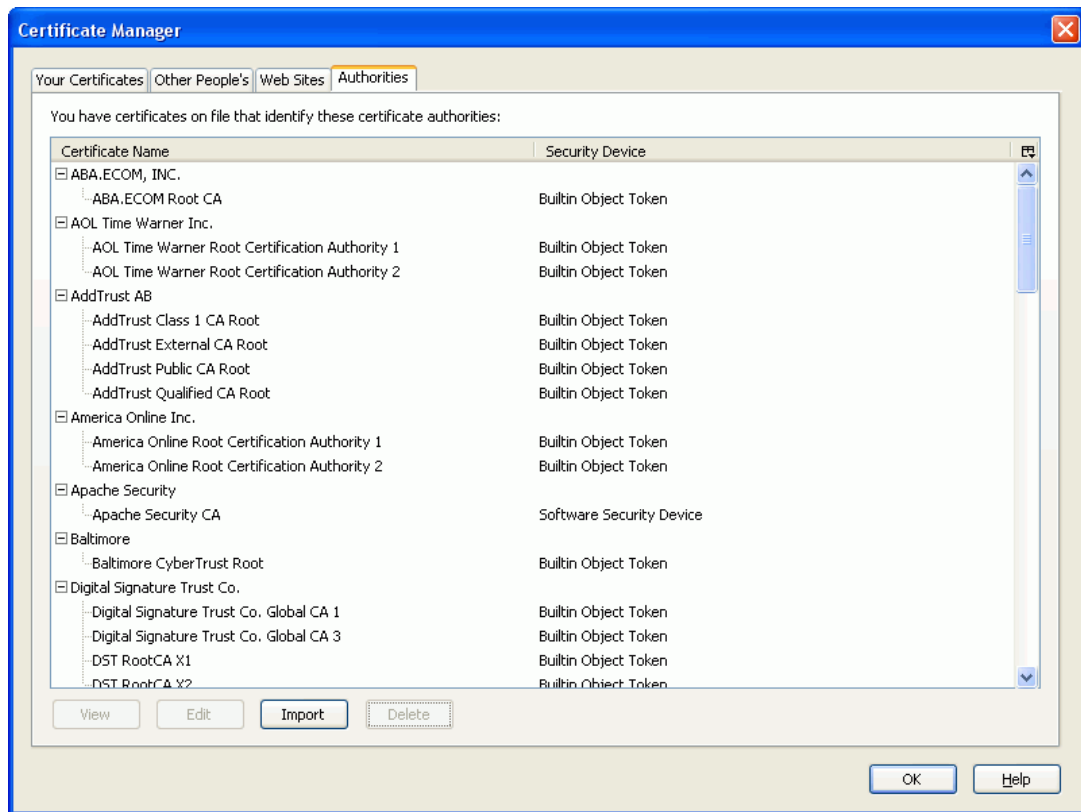 Certificate Manager
Your Certificates Other People's Web Sites Authorities
You have certificates on file that identify these certificate authorities:
Certificate Name Security Device
ABA.ECOM, INC.
ABA.ECOM Root CA Builtin Object Token
AOL Time Warner Inc.
AOL Time Warner Root Certification Authority 1 Builtin Object Token
AOL Time Warner Root Certification Authority 2 Builtin Object Token
AddTrust AB
AddTrust Class 1 CA Root Builtin Object Token
AddTrust External CA Root Builtin Object Token
AddTrust Public CA Root Builtin Object Token
AddTrust Qualified CA Root Builtin Object Token
America Online Inc.
America Online Root Certification Authority 1 Builtin Object Token
America Online Root Certification Authority 2 Builtin Object Token
Apache Security
Apache Security CA Software Security Device
Baltimore
Baltimore CyberTrust Root Builtin Object Token
Digital Signature Trust Co.
Digital Signature Trust Co. Global CA 1 Builtin Object Token
Digital Signature Trust Co. Global CA 3 Builtin Object Token
DST RootCA X1 Builtin Object Token
DST RootCA X2 Builtin Object Token
View Edit Import Delete
OK Help